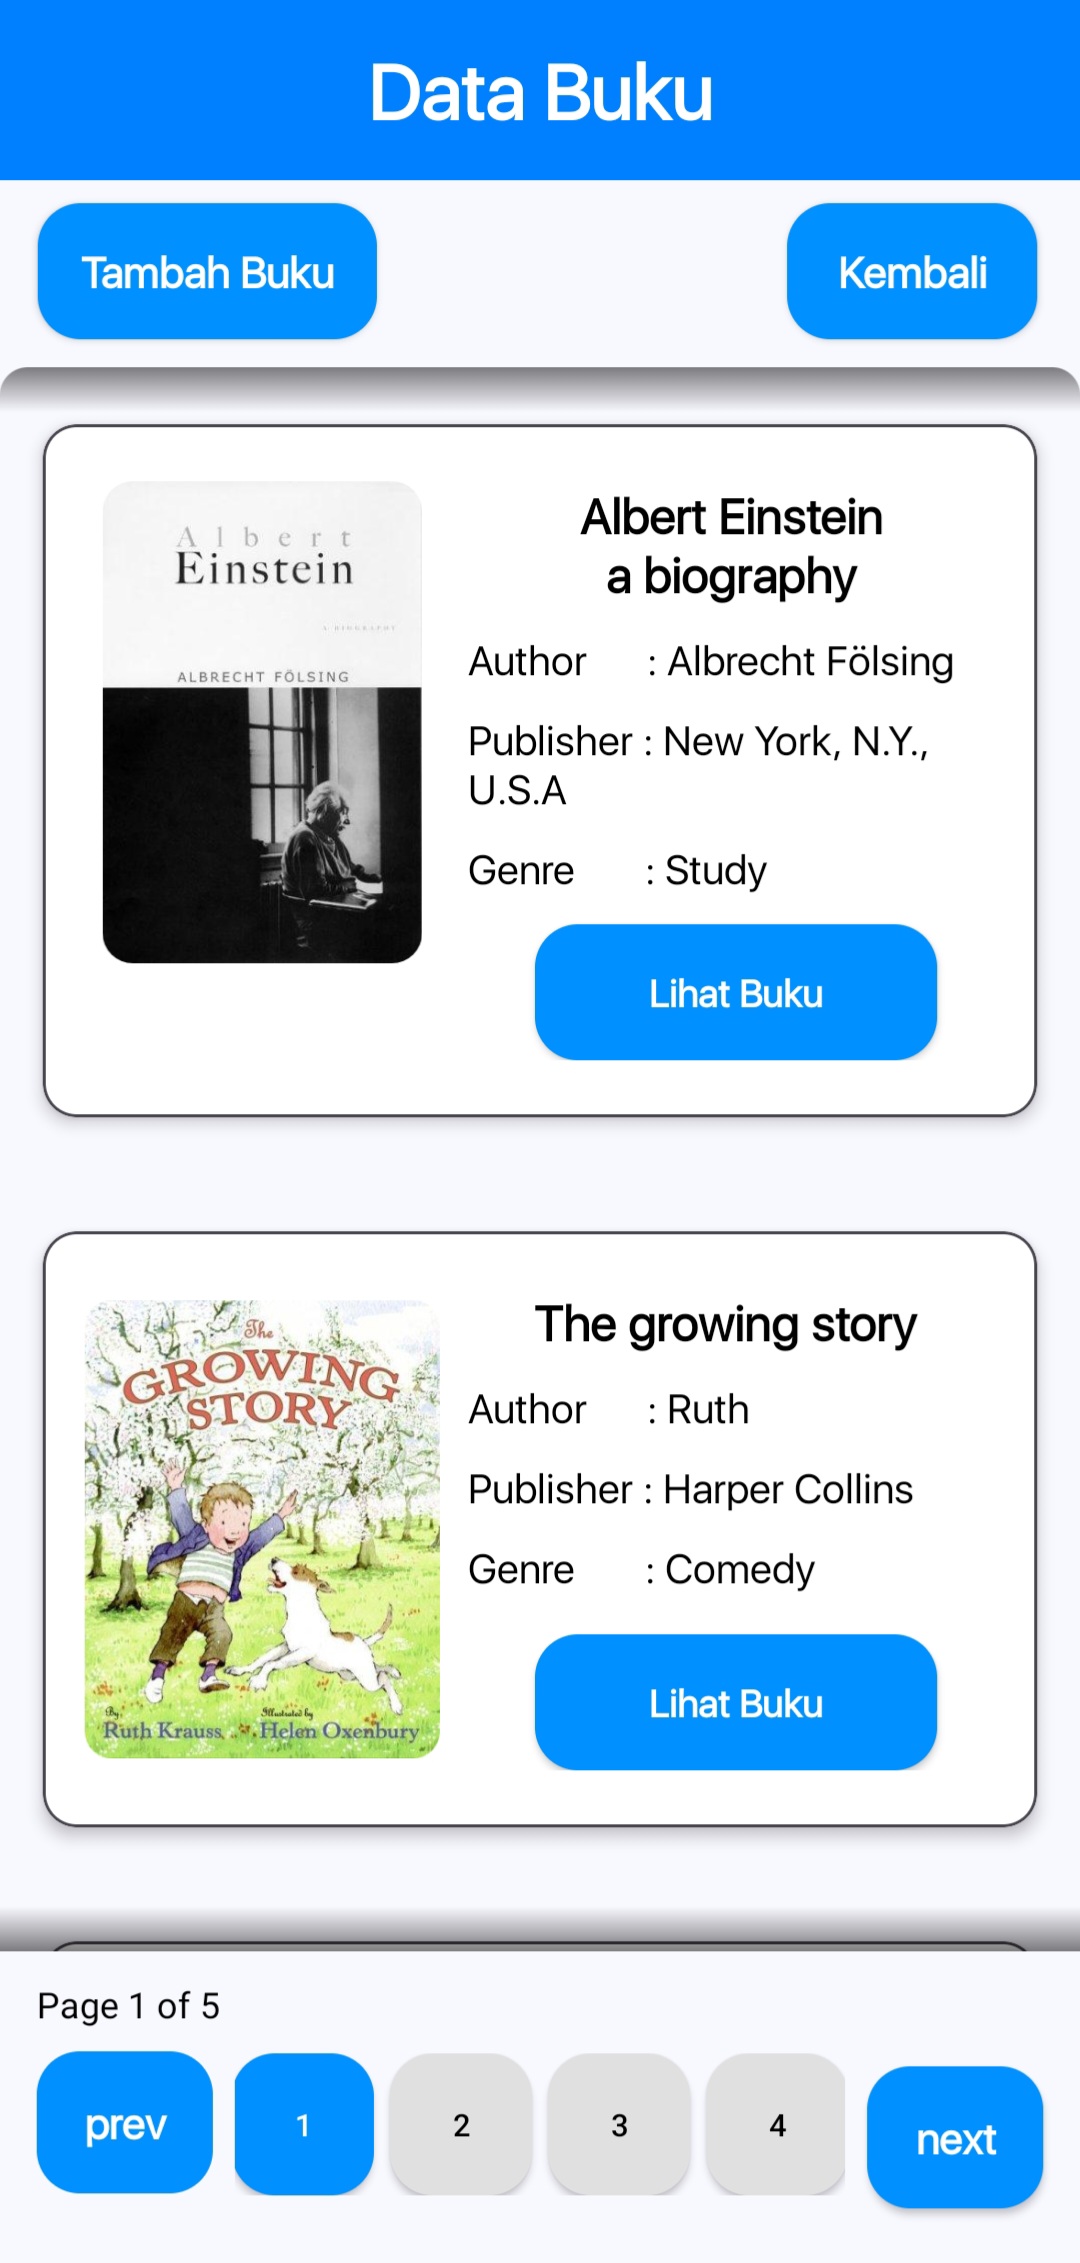 Data Buku
Tambah Buku
Kembali
Albert
Einstein
A BIOGRAPHY
ALBRECHT FÖLSING
Albert Einstein
a biography
Author : Albrecht Fölsing
Publisher : New York, N.Y.,
U.S.A
Genre : Study
Lihat Buku
The
GROWING
STORY
By
Ruth Krauss
Illustrated by
Helen Oxenbury
The growing story
Author : Ruth
Publisher : Harper Collins
Genre : Comedy
Lihat Buku
Page 1 of 5
prev 1 2 3 4 next